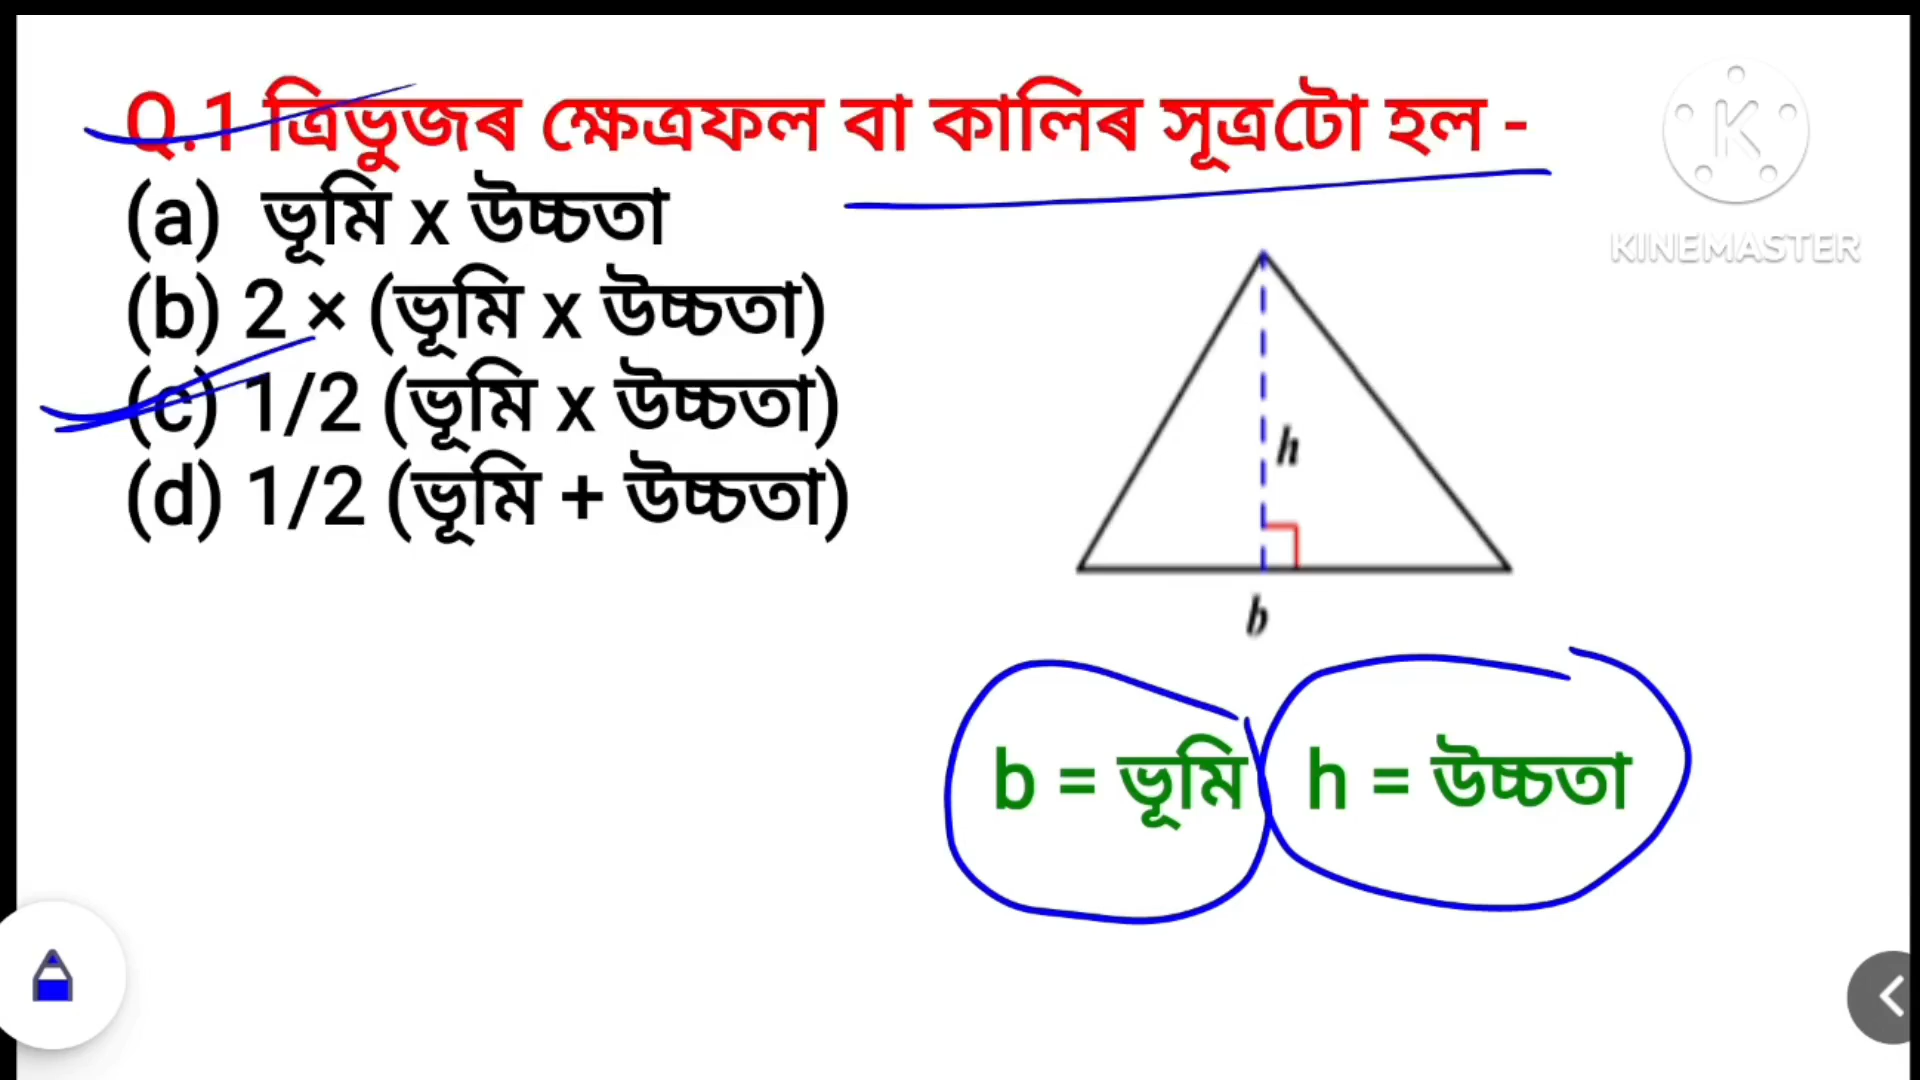 Q.1 ত্ৰিভুজৰ ক্ষেত্ৰফল বা কালিৰ সূত্ৰটো হল -
(a) ভূমি x উচ্চতা
(b) 2 × (ভূমি x উচ্চতা)
(c) 1/2 (ভূমি x উচ্চতা)
(d) 1/2 (ভূমি + উচ্চতা)
K
KINEMASTER
h
b
b = ভূমি h = উচ্চতা